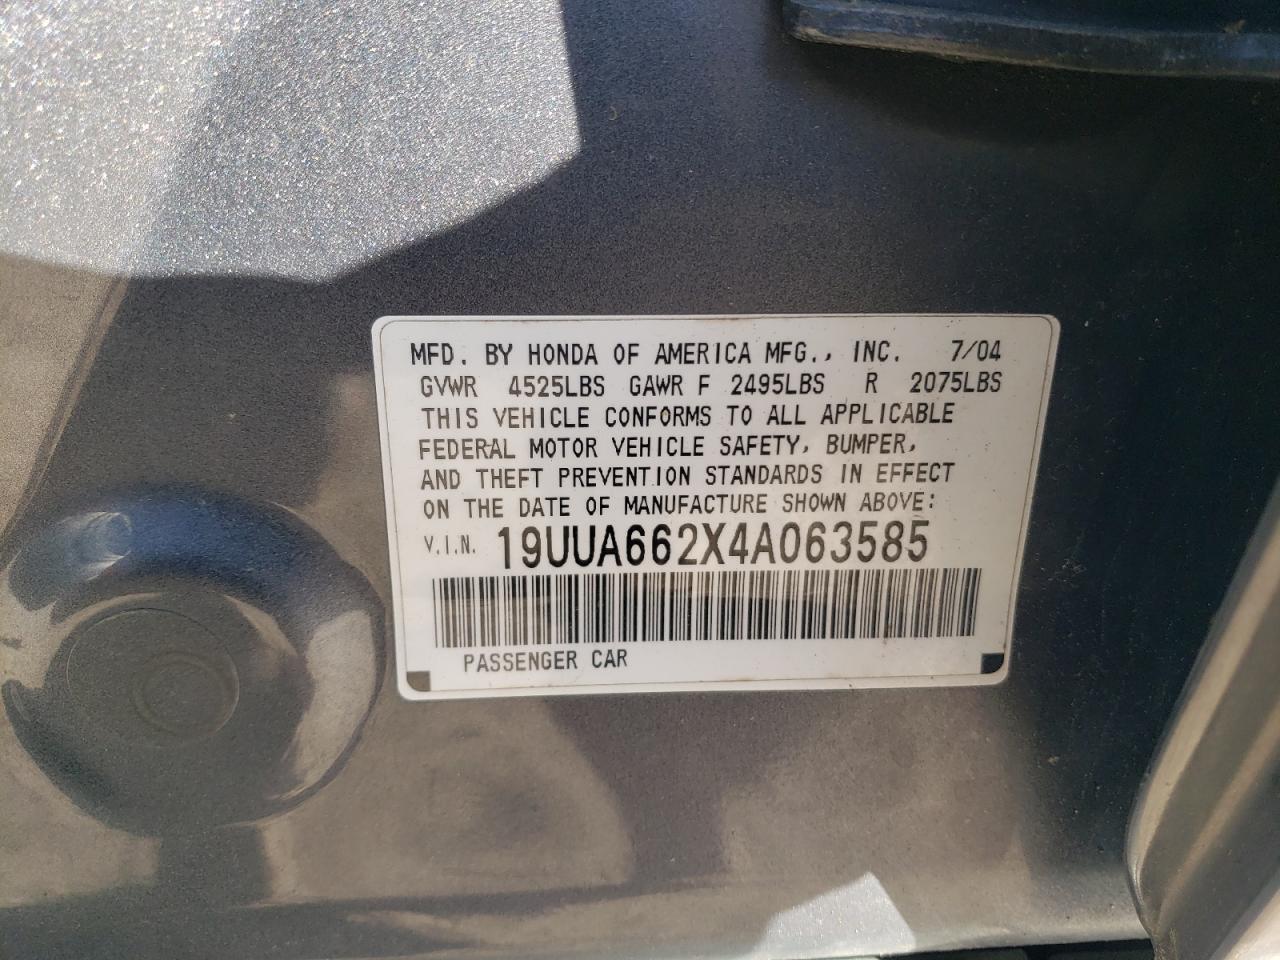 MFD. BY HONDA OF AMERICA MFG., INC. 7/04
GVWR 4525LBS GAWR F 2495LBS R 2075LBS
THIS VEHICLE CONFORMS TO ALL APPLICABLE
FEDERAL MOTOR VEHICLE SAFETY, BUMPER,
AND THEFT PREVENTION STANDARDS IN EFFECT
ON THE DATE OF MANUFACTURE SHOWN ABOVE:
V.I.N. 19UUA662X4A063585
PASSENGER CAR